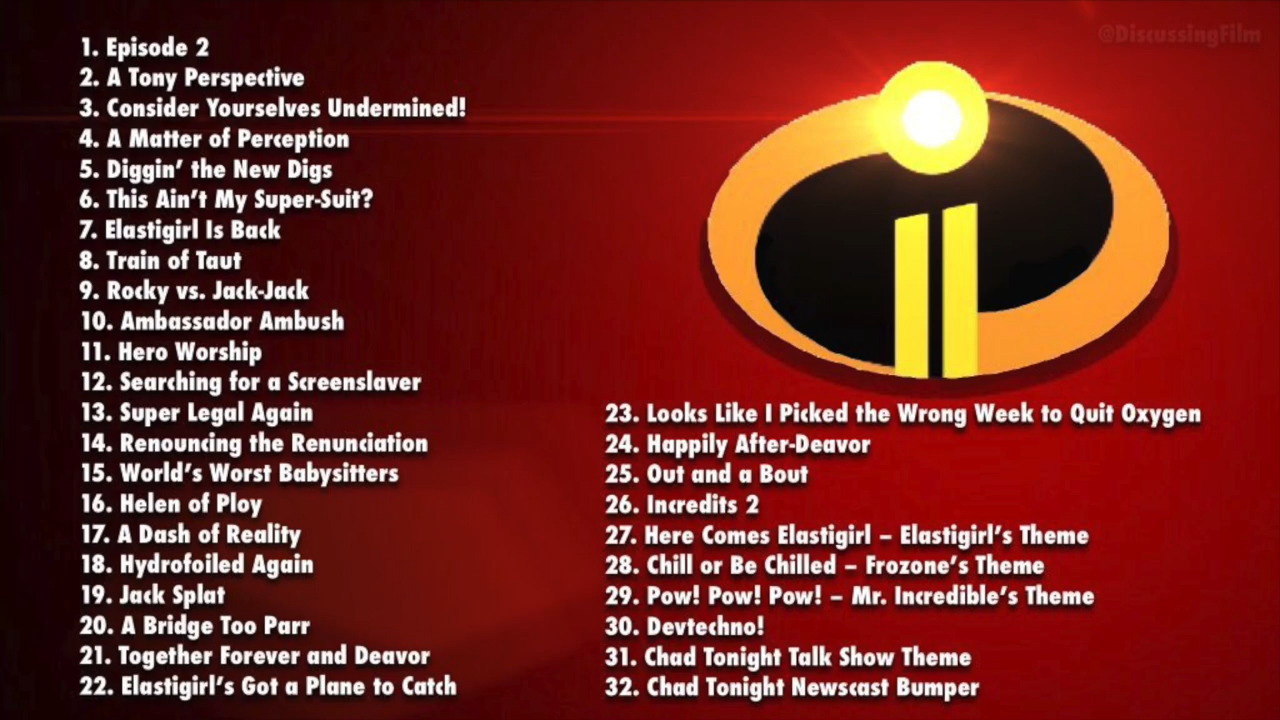 @DiscussingFilm
1. Episode 2
2. A Tony Perspective
3. Consider Yourselves Undermined!
4. A Matter of Perception
5. Diggin’ the New Digs
6. This Ain’t My Super-Suit?
7. Elastigirl Is Back
8. Train of Taut
9. Rocky vs. Jack-Jack
10. Ambassador Ambush
11. Hero Worship
12. Searching for a Screenslaver
13. Super Legal Again
14. Renouncing the Renunciation
15. World’s Worst Babysitters
16. Helen of Ploy
17. A Dash of Reality
18. Hydrofoiled Again
19. Jack Splat
20. A Bridge Too Parr
21. Together Forever and Deavor
22. Elastigirl’s Got a Plane to Catch
23. Looks Like I Picked the Wrong Week to Quit Oxygen
24. Happily After-Deavor
25. Out and a Bout
26. Incredits 2
27. Here Comes Elastigirl – Elastigirl’s Theme
28. Chill or Be Chilled – Frozone’s Theme
29. Pow! Pow! Pow! – Mr. Incredible’s Theme
30. Devtechno!
31. Chad Tonight Talk Show Theme
32. Chad Tonight Newscast Bumper